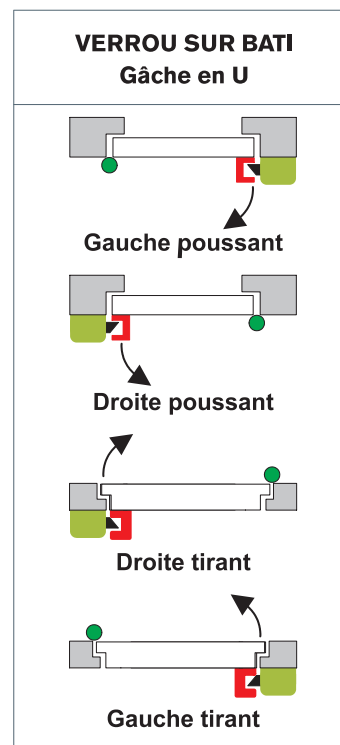 VERROU SUR BATI
Gâche en U
Gauche poussant
Droite poussant
Droite tirant
Gauche tirant